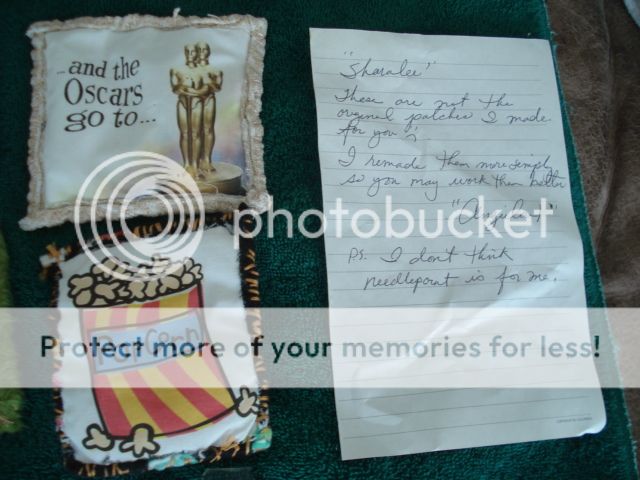 ...and the
Oscars
go to...
"Sharalee"
These are not the
original patches I made
for you
I remade them more simply
so you may work them better
PS. I don't think
needlepoint is for me.
Pop Corn
photobucket
Protect more of your memories for less!